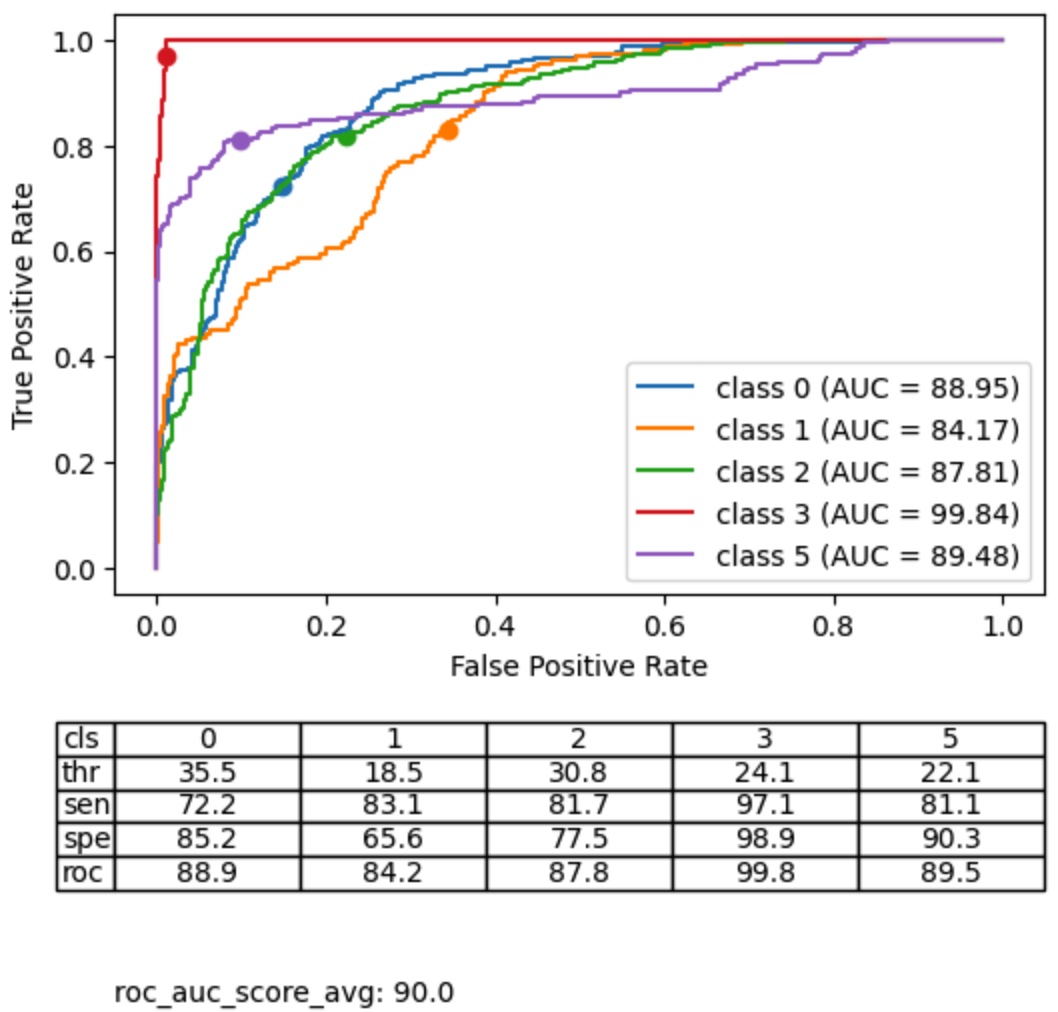 1.0
0.8
0.6
0.4
0.2
0.0
True Positive Rate
class 0 (AUC = 88.95)
class 1 (AUC = 84.17)
class 2 (AUC = 87.81)
class 3 (AUC = 99.84)
class 5 (AUC = 89.48)
0.0 0.2 0.4 0.6 0.8 1.0
False Positive Rate
cls 0 1 2 3 5
thr 35.5 18.5 30.8 24.1 22.1
sen 72.2 83.1 81.7 97.1 81.1
spe 85.2 65.6 77.5 98.9 90.3
roc 88.9 84.2 87.8 99.8 89.5
roc_auc_score_avg: 90.0